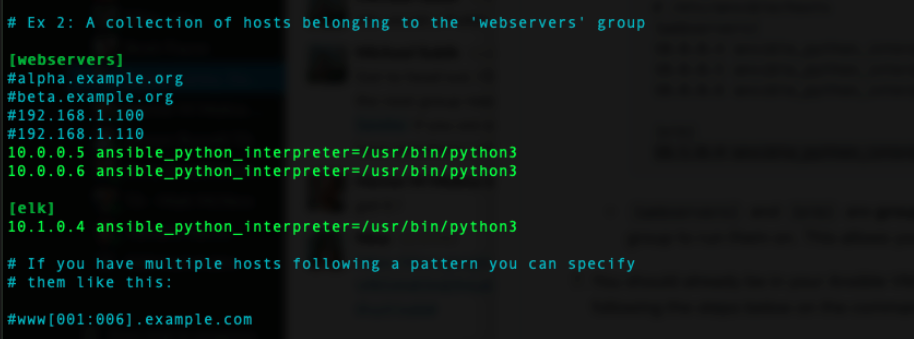 # Ex 2: A collection of hosts belonging to the 'webservers' group
[webservers]
#alpha.example.org
#beta.example.org
#192.168.1.100
#192.168.1.110
10.0.0.5 ansible_python_interpreter=/usr/bin/python3
10.0.0.6 ansible_python_interpreter=/usr/bin/python3
[elk]
10.1.0.4 ansible_python_interpreter=/usr/bin/python3
# If you have multiple hosts following a pattern you can specify
# them like this:
#www[001:006].example.com